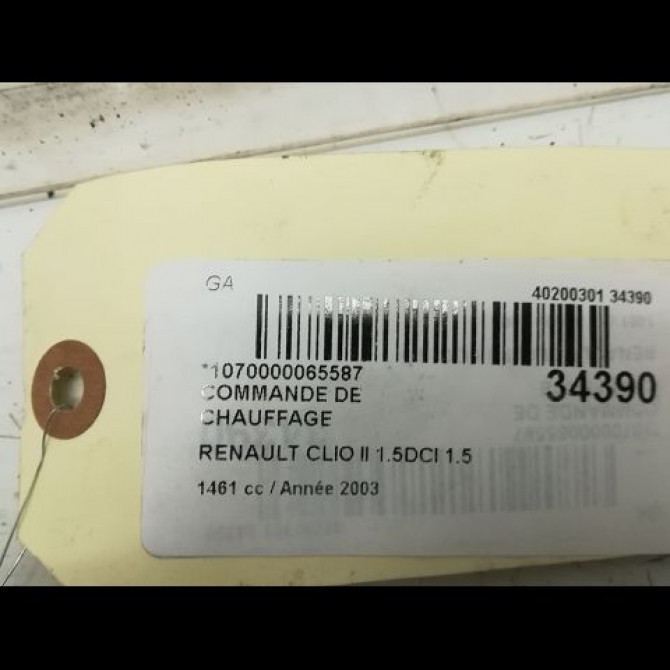 GA
40200301 34390
*1070000065587
34390
COMMANDE DE
CHAUFFAGE
RENAULT CLIO II 1.5DCI 1.5
1461 cc / Année 2003